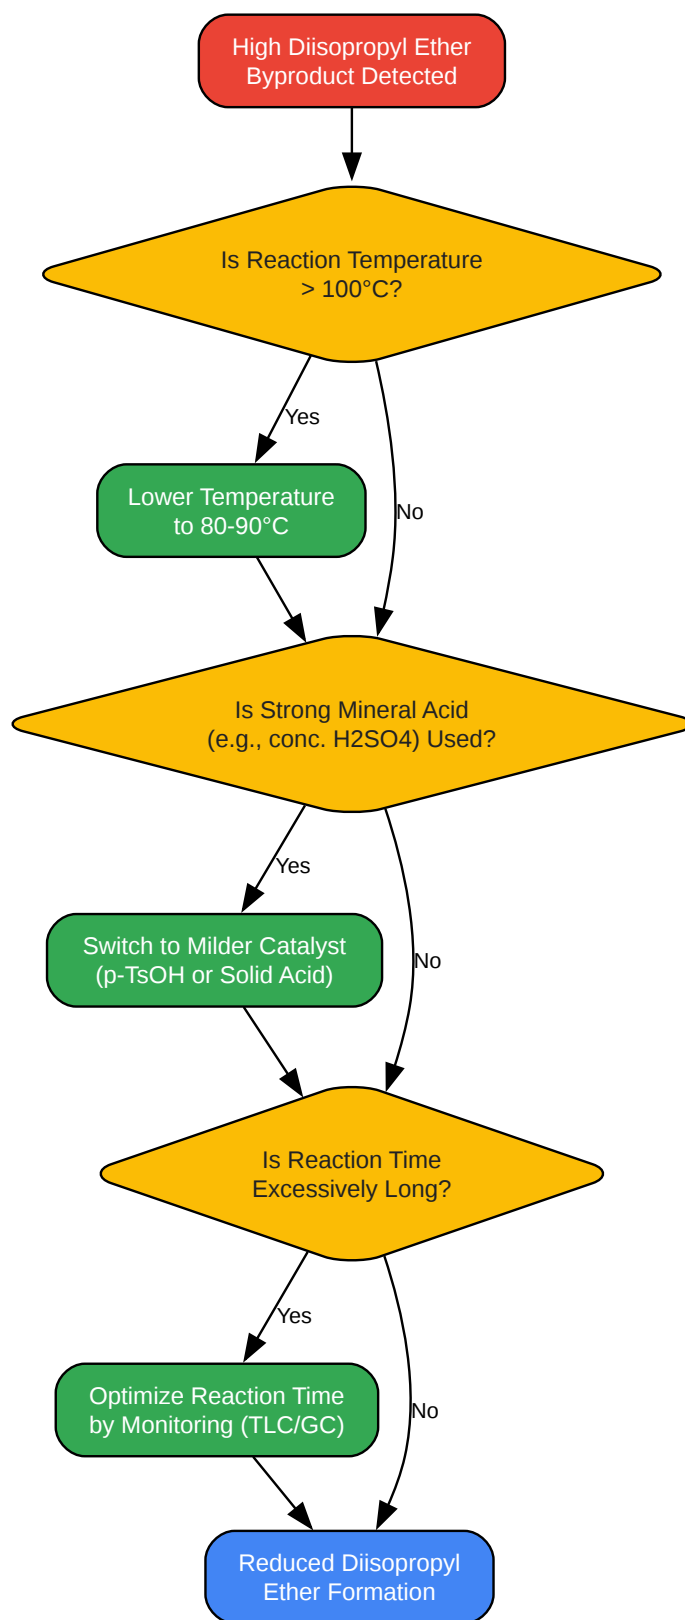 High Diisopropyl Ether
Byproduct Detected
Is Reaction Temperature
> 100°C?
Yes
Lower Temperature
to 80-90°C
No
Is Strong Mineral Acid
(e.g., conc. H2SO4) Used?
Yes
Switch to Milder Catalyst
(p-TsOH or Solid Acid)
No
Is Reaction Time
Excessively Long?
Yes
Optimize Reaction Time
by Monitoring (TLC/GC)
No
Reduced Diisopropyl
Ether Formation